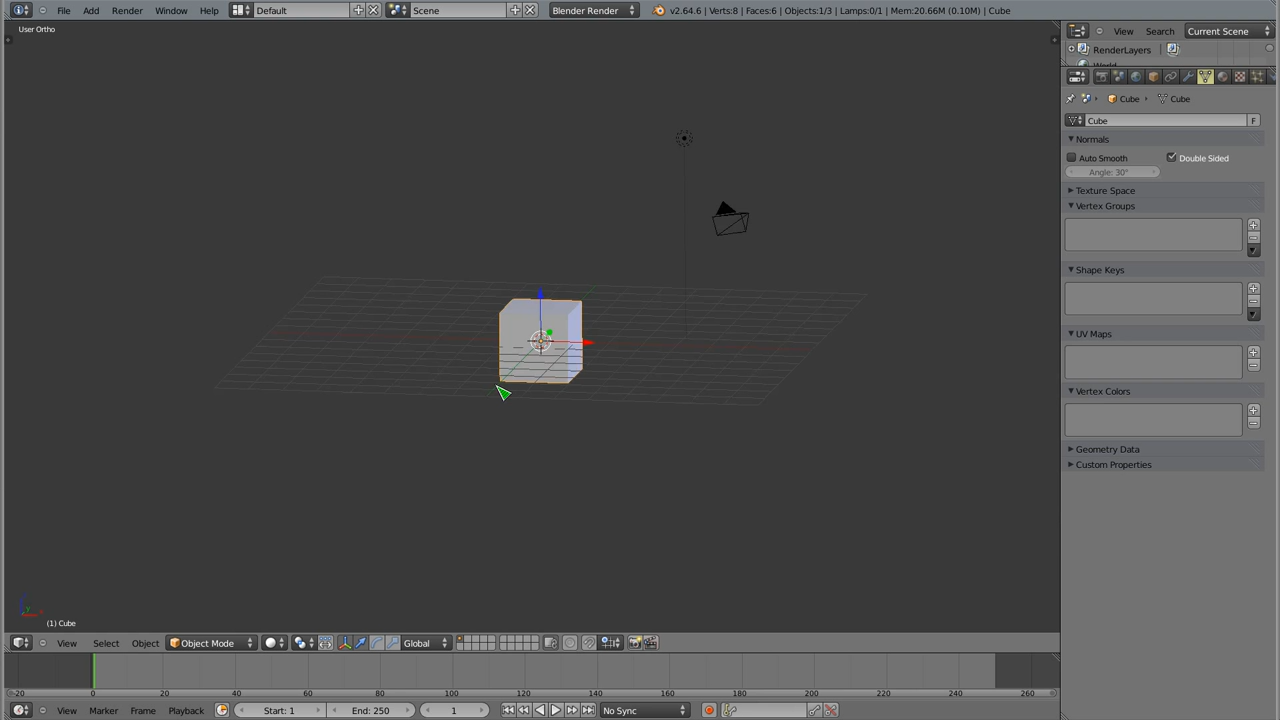 File Add Render Window Help Default Scene Blender Render v2.64.6 | Verts:8 | Faces:6 | Objects:1/3 | Lamps:0/1 | Mem:20.66M (0.10M) | Cube
User Ortho
View Search Current Scene
RenderLayers
World
Cube Cube
Cube F
Normals
Auto Smooth Double Sided
Angle: 30°
Texture Space
Vertex Groups
Shape Keys
UV Maps
Vertex Colors
Geometry Data
Custom Properties
(1) Cube
View Select Object Object Mode Global
-20 0 20 40 60 80 100 120 140 160 180 200 220 240 260
View Marker Frame Playback Start: 1 End: 250 1 No Sync